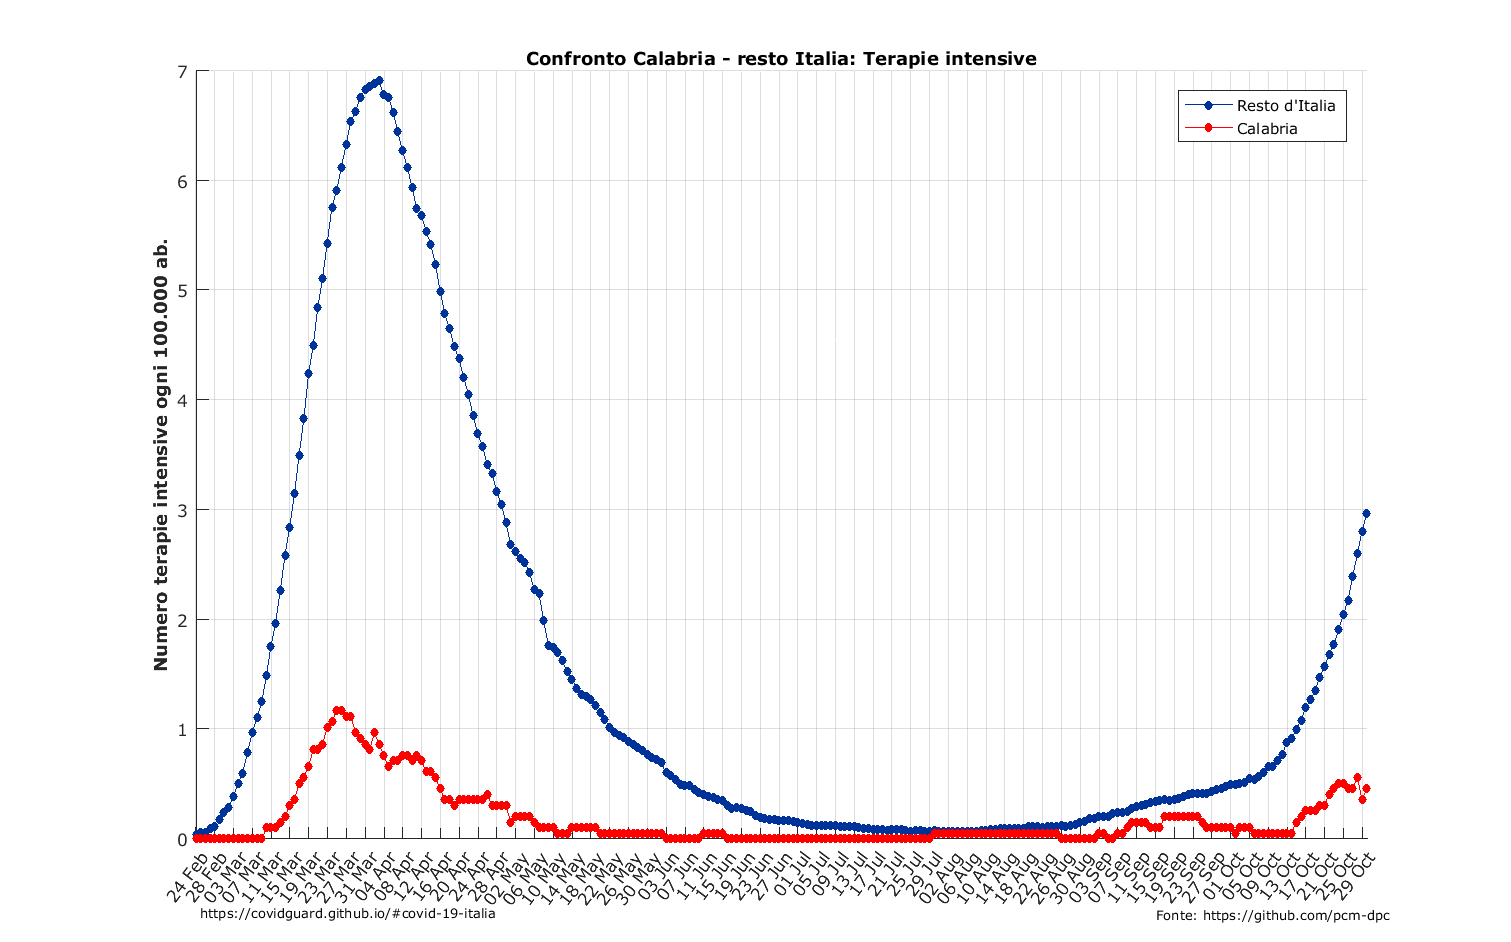 Confronto Calabria - resto Italia: Terapie intensive
Numero terapie intensive ogni 100.000 ab.
7
6
5
4
3
2
1
0
Resto d'Italia
Calabria
24 Feb
28 Feb
03 Mar
07 Mar
11 Mar
15 Mar
19 Mar
23 Mar
27 Mar
31 Mar
04 Apr
08 Apr
12 Apr
16 Apr
20 Apr
24 Apr
28 Apr
02 May
06 May
10 May
14 May
18 May
22 May
26 May
30 May
03 Jun
07 Jun
11 Jun
15 Jun
19 Jun
23 Jun
27 Jun
01 Jul
05 Jul
09 Jul
13 Jul
17 Jul
21 Jul
25 Jul
29 Jul
02 Aug
06 Aug
10 Aug
14 Aug
18 Aug
22 Aug
26 Aug
30 Aug
03 Sep
07 Sep
11 Sep
15 Sep
19 Sep
23 Sep
27 Sep
01 Oct
05 Oct
09 Oct
13 Oct
17 Oct
21 Oct
25 Oct
29 Oct
https://covidguard.github.io/#covid-19-italia
Fonte: https://github.com/pcm-dpc